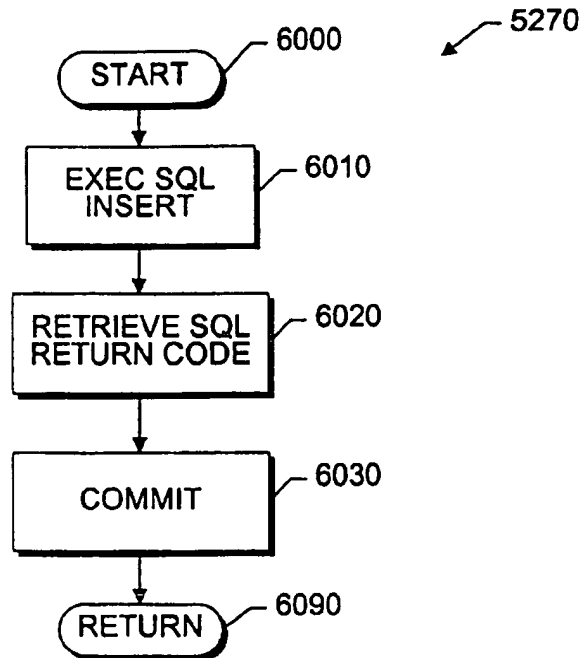 5270
6000
START
6010
EXEC SQL
INSERT
6020
RETRIEVE SQL
RETURN CODE
6030
COMMIT
6090
RETURN